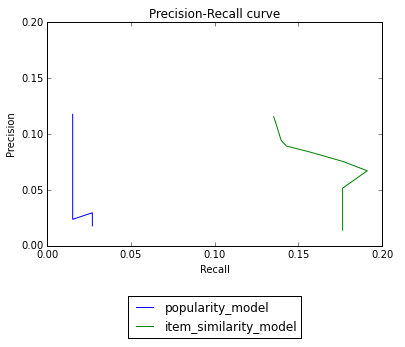 Precision-Recall curve
0.20
0.15
0.10
0.05
0.00
Precision
0.00 0.05 0.10 0.15 0.20
Recall
popularity_model
item_similarity_model